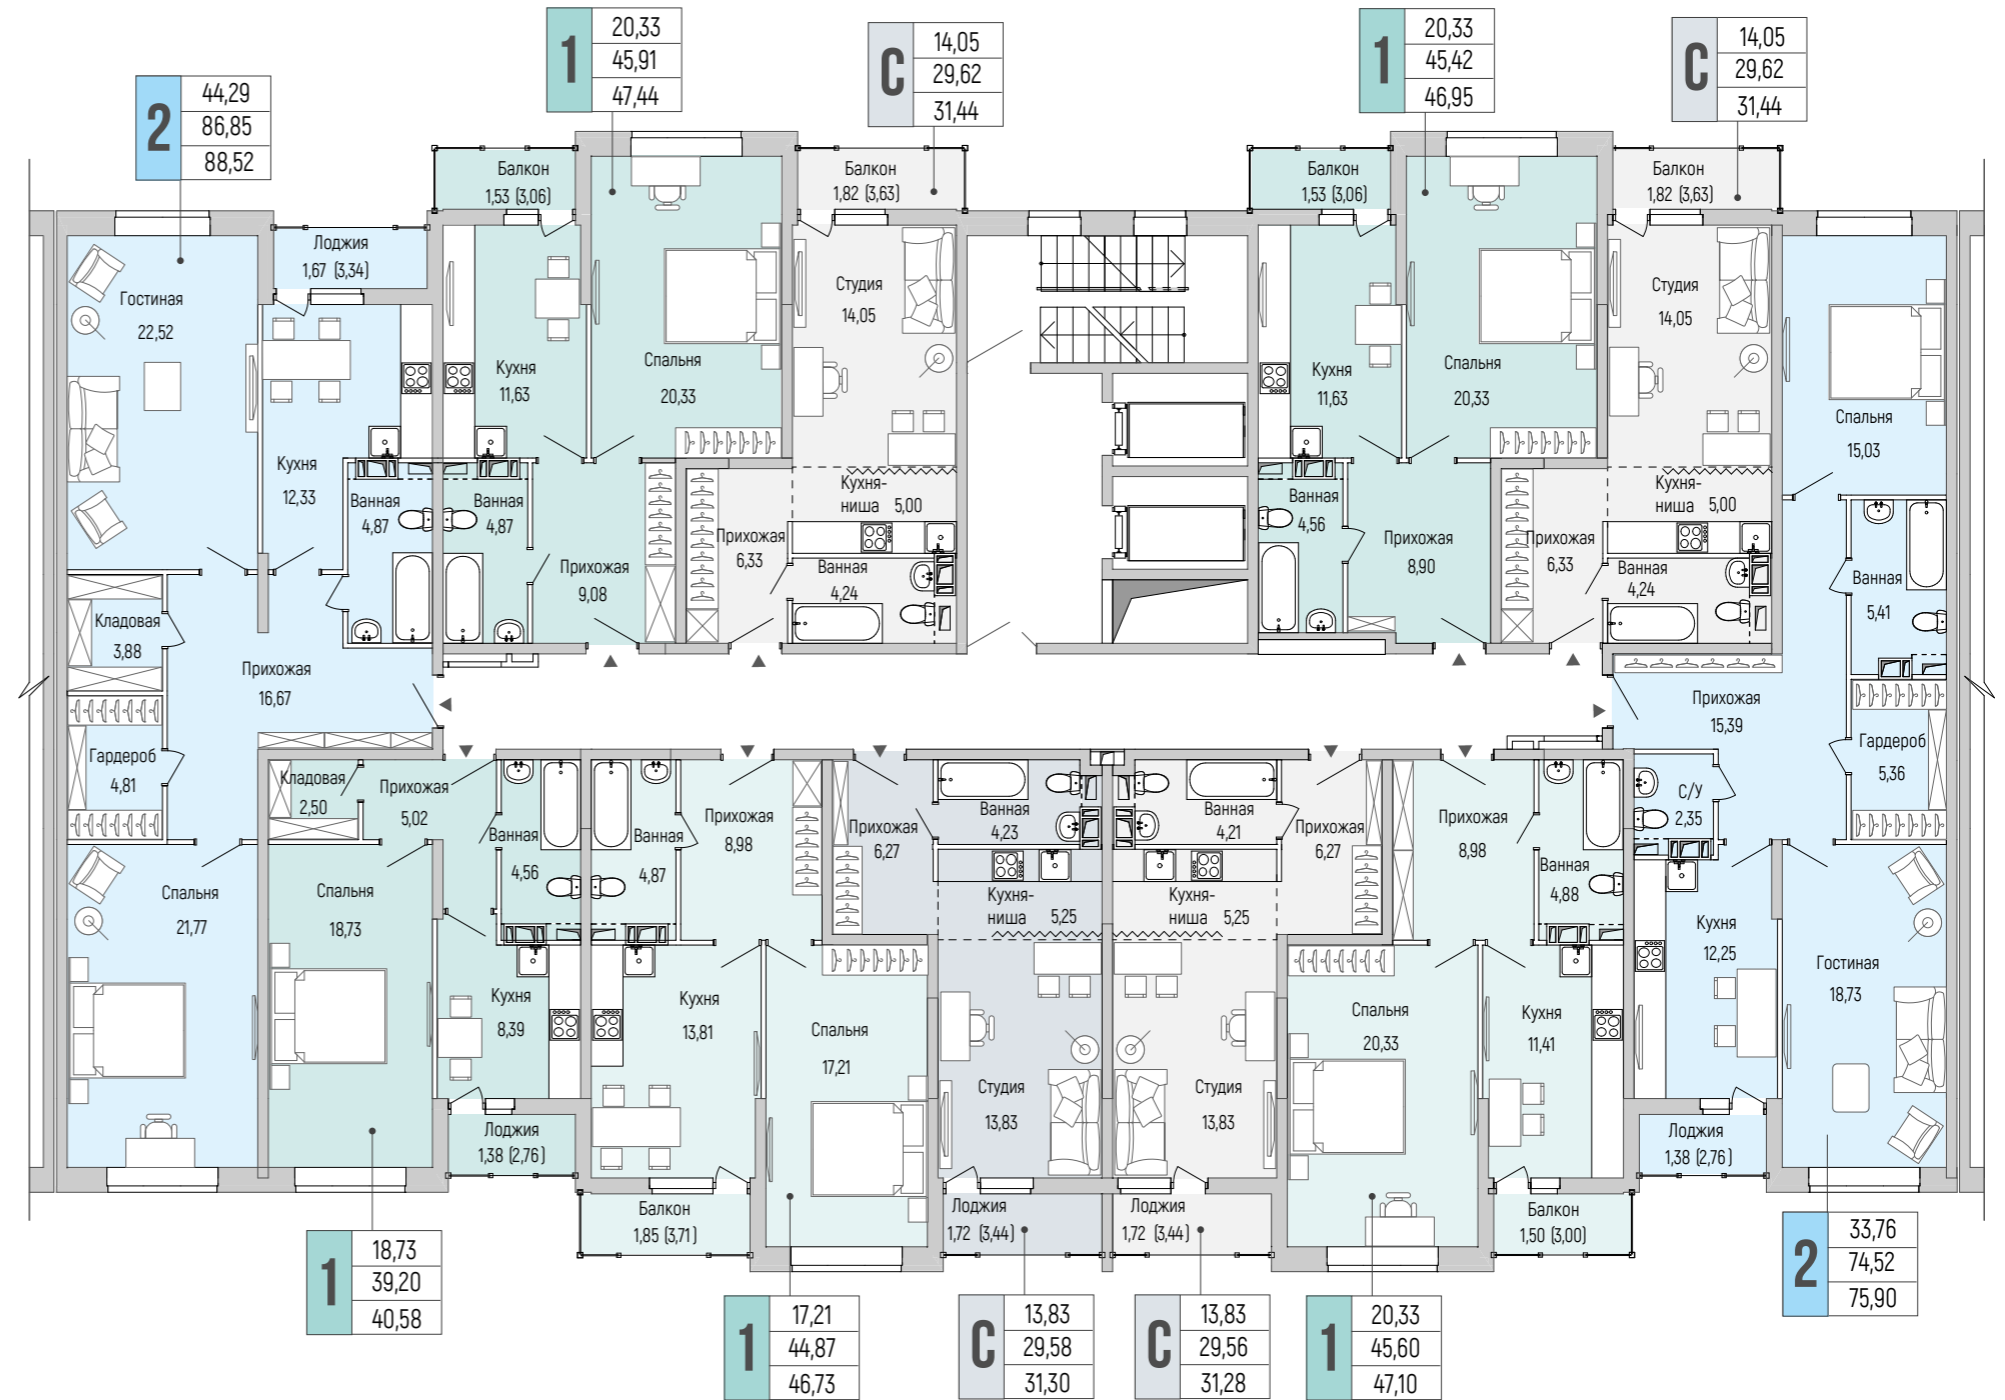 2
44,29
86,85
88,52
1
20,33
45,91
47,44
С
14,05
29,62
31,44
1
20,33
45,42
46,95
С
14,05
29,62
31,44
Гостиная
22,52
Лоджия
1,67 (3,34)
Кухня
12,33
Ванная
4,87
Кладовая
3,88
Прихожая
16,67
Гардероб
4,81
Спальня
21,77
Балкон
1,53 (3,06)
Кухня
11,63
Спальня
20,33
Ванная
4,87
Прихожая
9,08
Балкон
1,82 (3,63)
Студия
14,05
Кухня-
ниша 5,00
Прихожая
6,33
Ванная
4,24
Балкон
1,53 (3,06)
Кухня
11,63
Спальня
20,33
Ванная
4,56
Прихожая
8,90
Балкон
1,82 (3,63)
Студия
14,05
Кухня-
ниша 5,00
Прихожая
6,33
Ванная
4,24
Спальня
15,03
Ванная
5,41
Прихожая
15,39
Гардероб
5,36
С/У
2,35
Кухня
12,25
Гостиная
18,73
Лоджия
1,38 (2,76)
Кладовая
2,50
Прихожая
5,02
Ванная
4,56
Спальня
18,73
Кухня
8,39
Лоджия
1,38 (2,76)
Ванная
4,87
Прихожая
8,98
Кухня
13,81
Спальня
17,21
Балкон
1,85 (3,71)
Прихожая
6,27
Ванная
4,23
Кухня-
ниша 5,25
Студия
13,83
Лоджия
1,72 (3,44)
Ванная
4,21
Прихожая
6,27
Кухня-
ниша 5,25
Студия
13,83
Лоджия
1,72 (3,44)
Прихожая
8,98
Ванная
4,88
Спальня
20,33
Кухня
11,41
Балкон
1,50 (3,00)
1
18,73
39,20
40,58
1
17,21
44,87
46,73
С
13,83
29,58
31,30
С
13,83
29,56
31,28
1
20,33
45,60
47,10
2
33,76
74,52
75,90